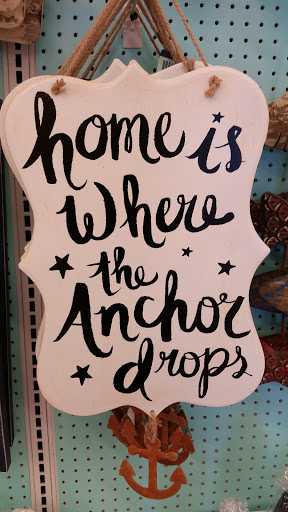 home is
where
the
Anchor
drops